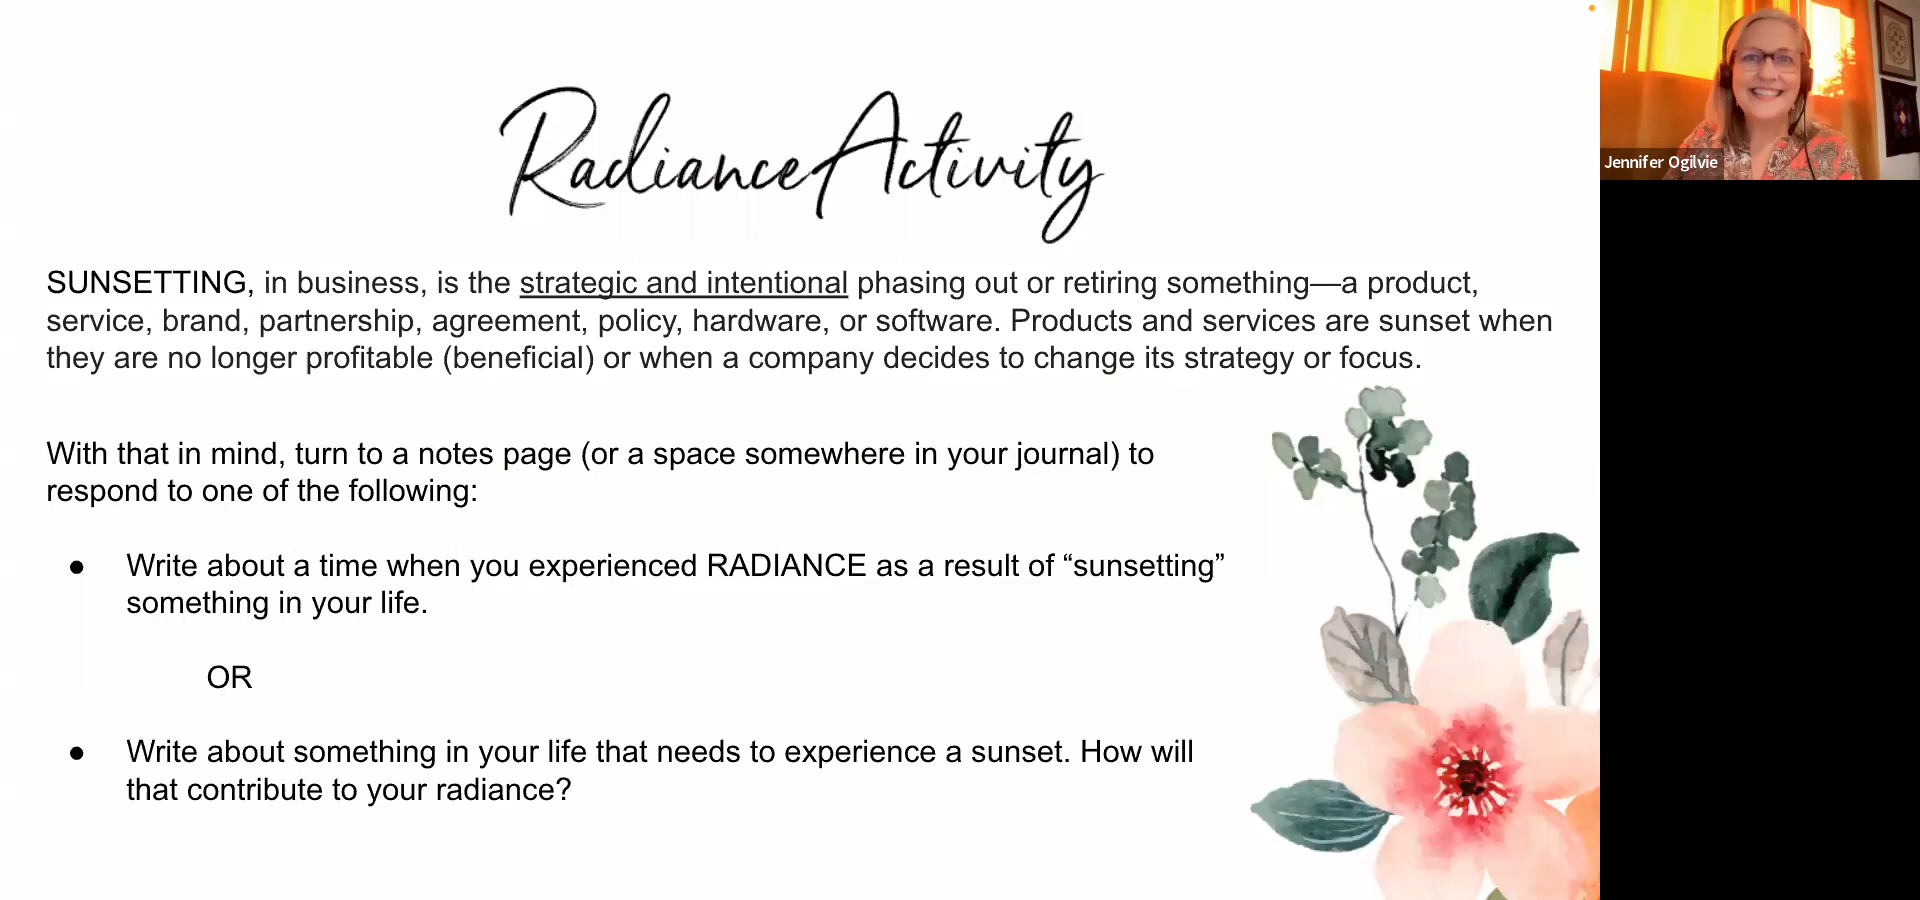 Radiance Activity
Jennifer Ogilvie
SUNSETTING, in business, is the strategic and intentional phasing out or retiring something—a product,
service, brand, partnership, agreement, policy, hardware, or software. Products and services are sunset when
they are no longer profitable (beneficial) or when a company decides to change its strategy or focus.
With that in mind, turn to a notes page (or a space somewhere in your journal) to
respond to one of the following:
● Write about a time when you experienced RADIANCE as a result of “sunsetting”
something in your life.
OR
● Write about something in your life that needs to experience a sunset. How will
that contribute to your radiance?